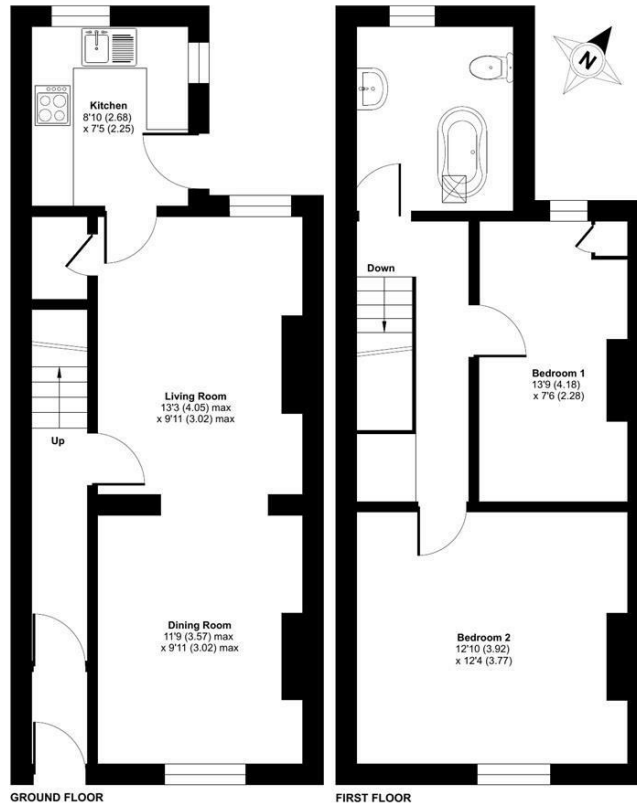 Kitchen
8'10 (2.68)
x 7'5 (2.25)
Living Room
13'3 (4.05) max
x 9'11 (3.02) max
Up
Dining Room
11'9 (3.57) max
x 9'11 (3.02) max
GROUND FLOOR
N
Down
Bedroom 1
13'9 (4.18)
x 7'6 (2.28)
Bedroom 2
12'10 (3.92)
x 12'4 (3.77)
FIRST FLOOR